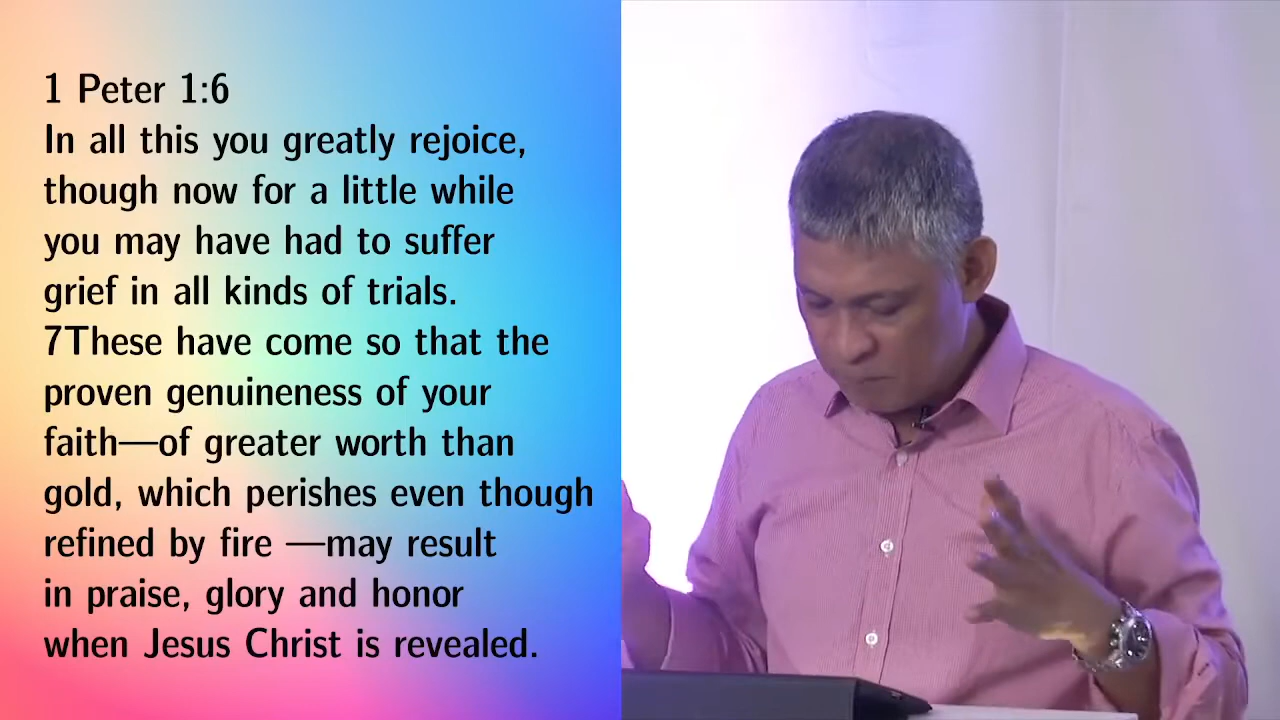 1 Peter 1:6
In all this you greatly rejoice,
though now for a little while
you may have had to suffer
grief in all kinds of trials.
7These have come so that the
proven genuineness of your
faith—of greater worth than
gold, which perishes even though
refined by fire —may result
in praise, glory and honor
when Jesus Christ is revealed.